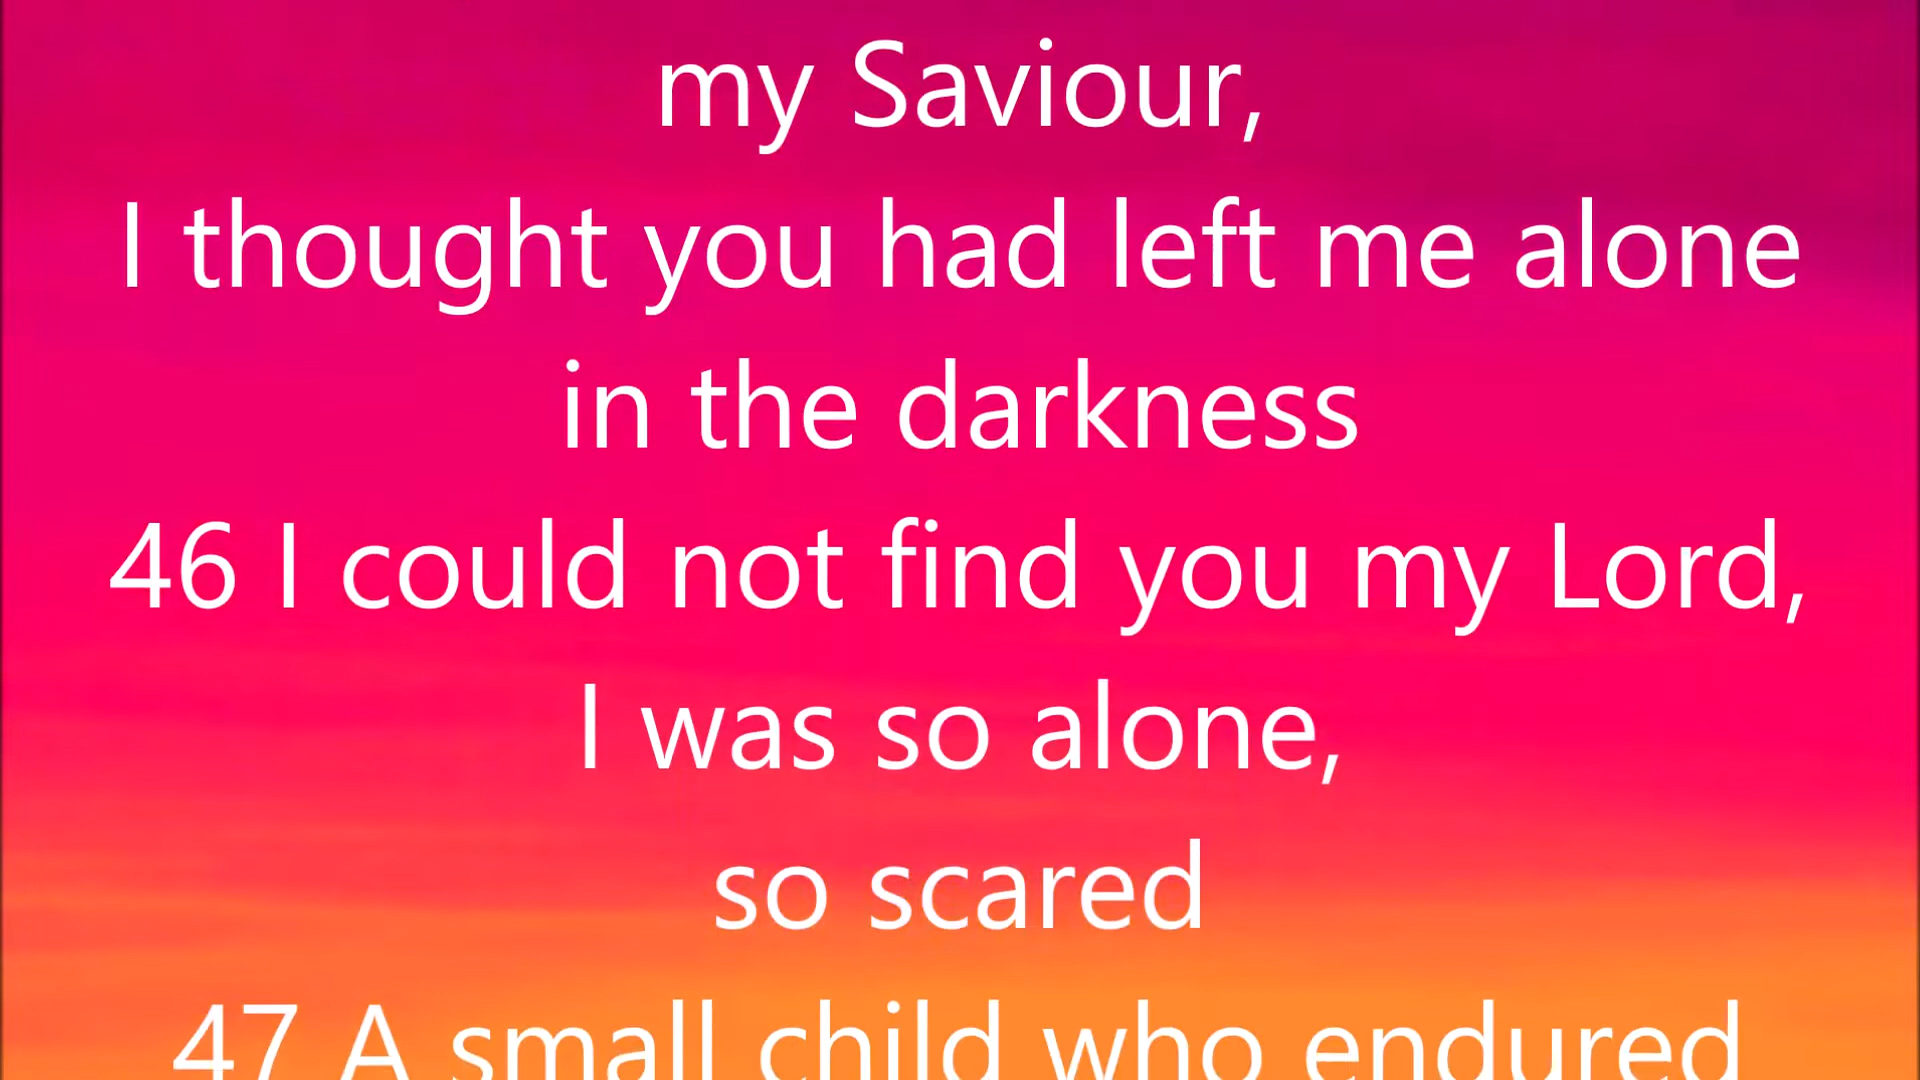 my Saviour,
I thought you had left me alone
in the darkness
46 I could not find you my Lord,
I was so alone,
so scared
47 A small child who endured